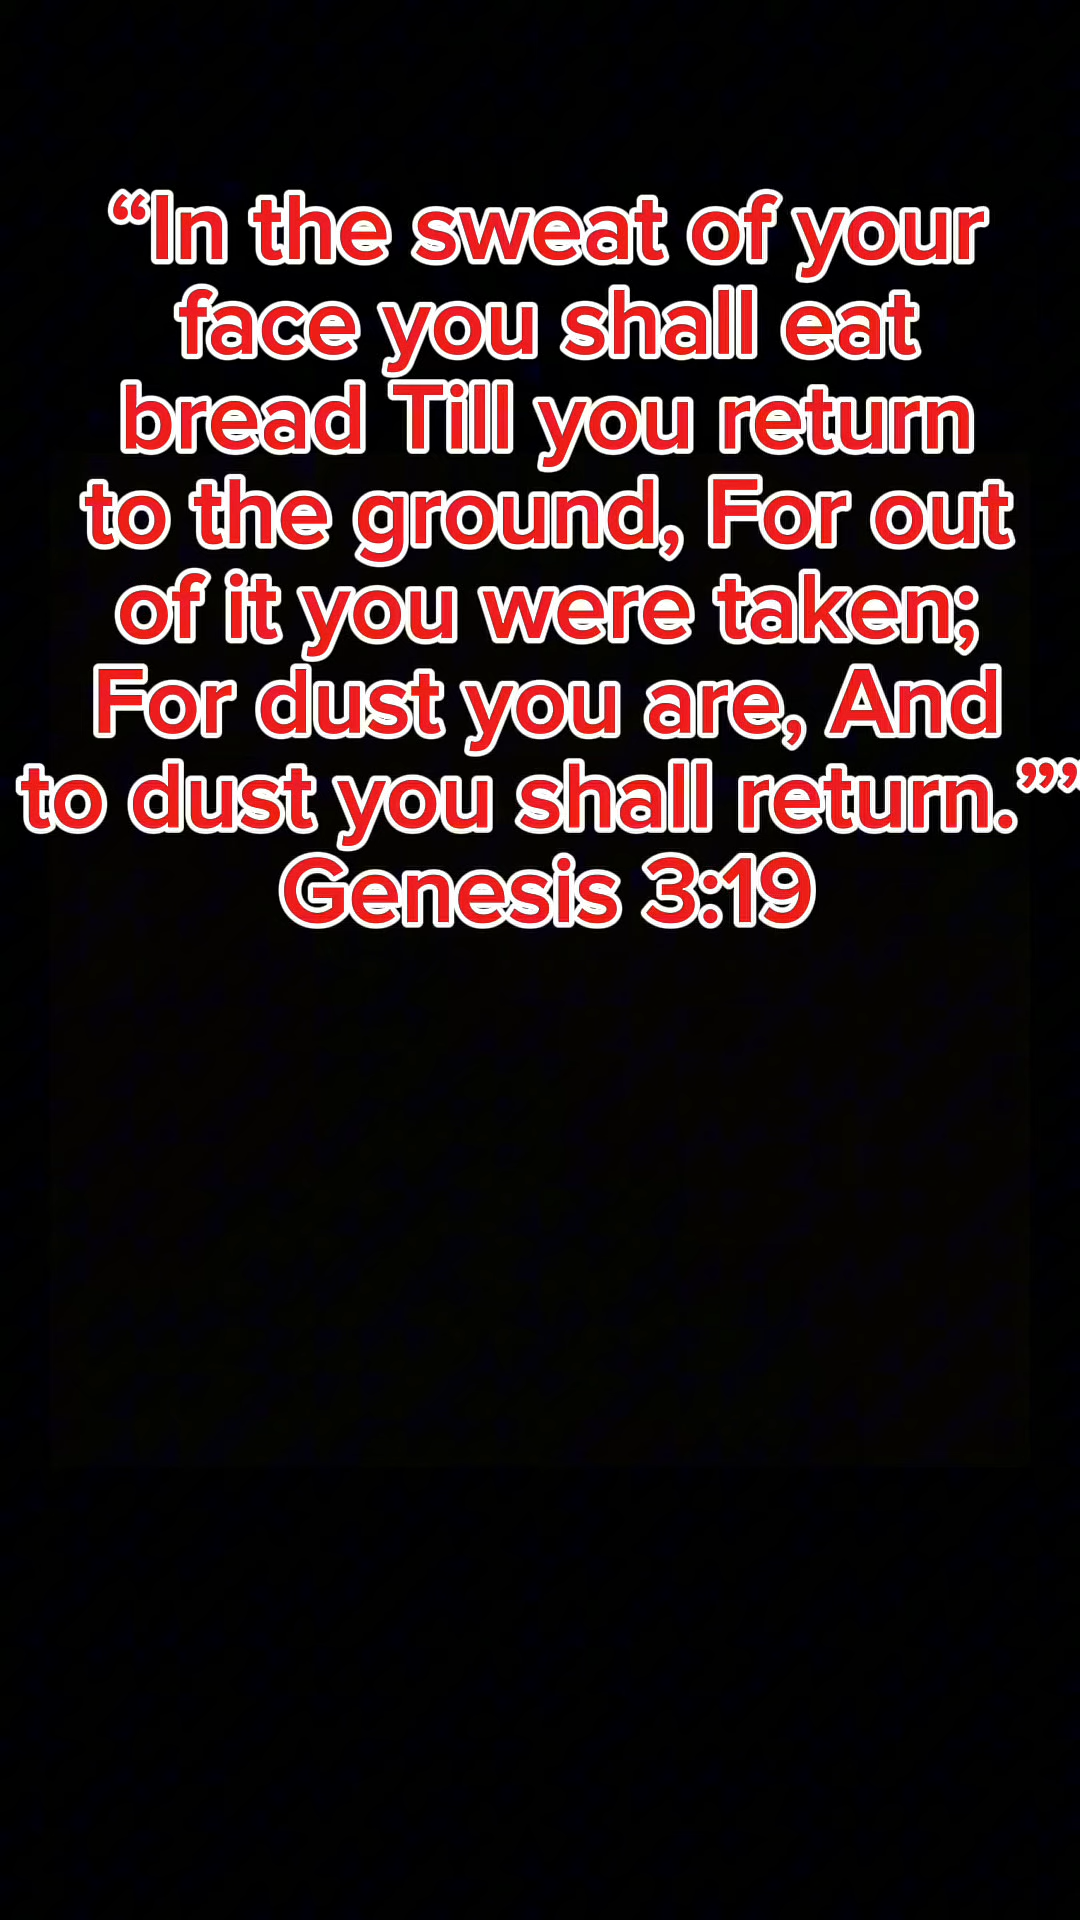 “In the sweat of your
face you shall eat
bread Till you return
to the ground, For out
of it you were taken;
For dust you are, And
to dust you shall return.”’
Genesis 3:19